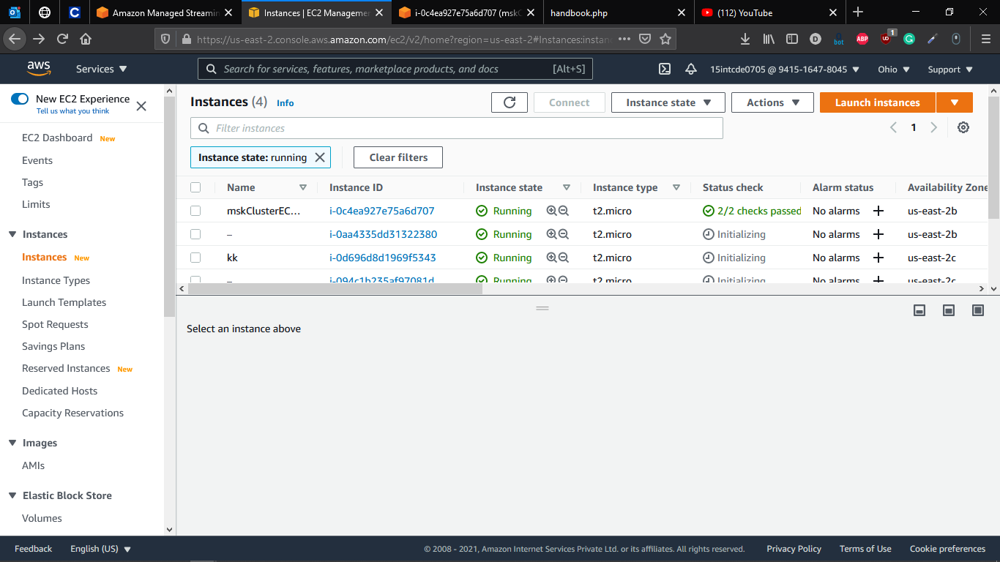 Amazon Managed Streamin
Instances | EC2 Managemen
i-0c4ea927e75a6d707 (mskC
handbook.php
(112) YouTube
https://us-east-2.console.aws.amazon.com/ec2/v2/home?region=us-east-2#Instances:instan
D
bot
ABP
1
aws
Services
Search for services, features, marketplace products, and docs
[Alt+S]
15intcde0705 @ 9415-1647-8045
Ohio
Support
New EC2 Experience
Tell us what you think
EC2 Dashboard New
Events
Tags
Limits
Instances
Instances New
Instance Types
Launch Templates
Spot Requests
Savings Plans
Reserved Instances New
Dedicated Hosts
Capacity Reservations
Images
AMIs
Elastic Block Store
Volumes
Instances (4) Info
Connect
Instance state
Actions
Launch instances
Filter instances
1
Instance state: running
Clear filters
Name Instance ID Instance state Instance type Status check Alarm status Availability Zone
mskClusterEC... i-0c4ea927e75a6d707 Running t2.micro 2/2 checks passed No alarms + us-east-2b
– i-0aa4335dd31322380 Running t2.micro Initializing No alarms + us-east-2b
kk i-0d696d8d1969f5343 Running t2.micro Initializing No alarms + us-east-2c
– i-094c1b235af97081d Running t2.micro Initializing No alarms + us-east-2c
Select an instance above
Feedback English (US)
© 2008 - 2021, Amazon Internet Services Private Ltd. or its affiliates. All rights reserved. Privacy Policy Terms of Use Cookie preferences